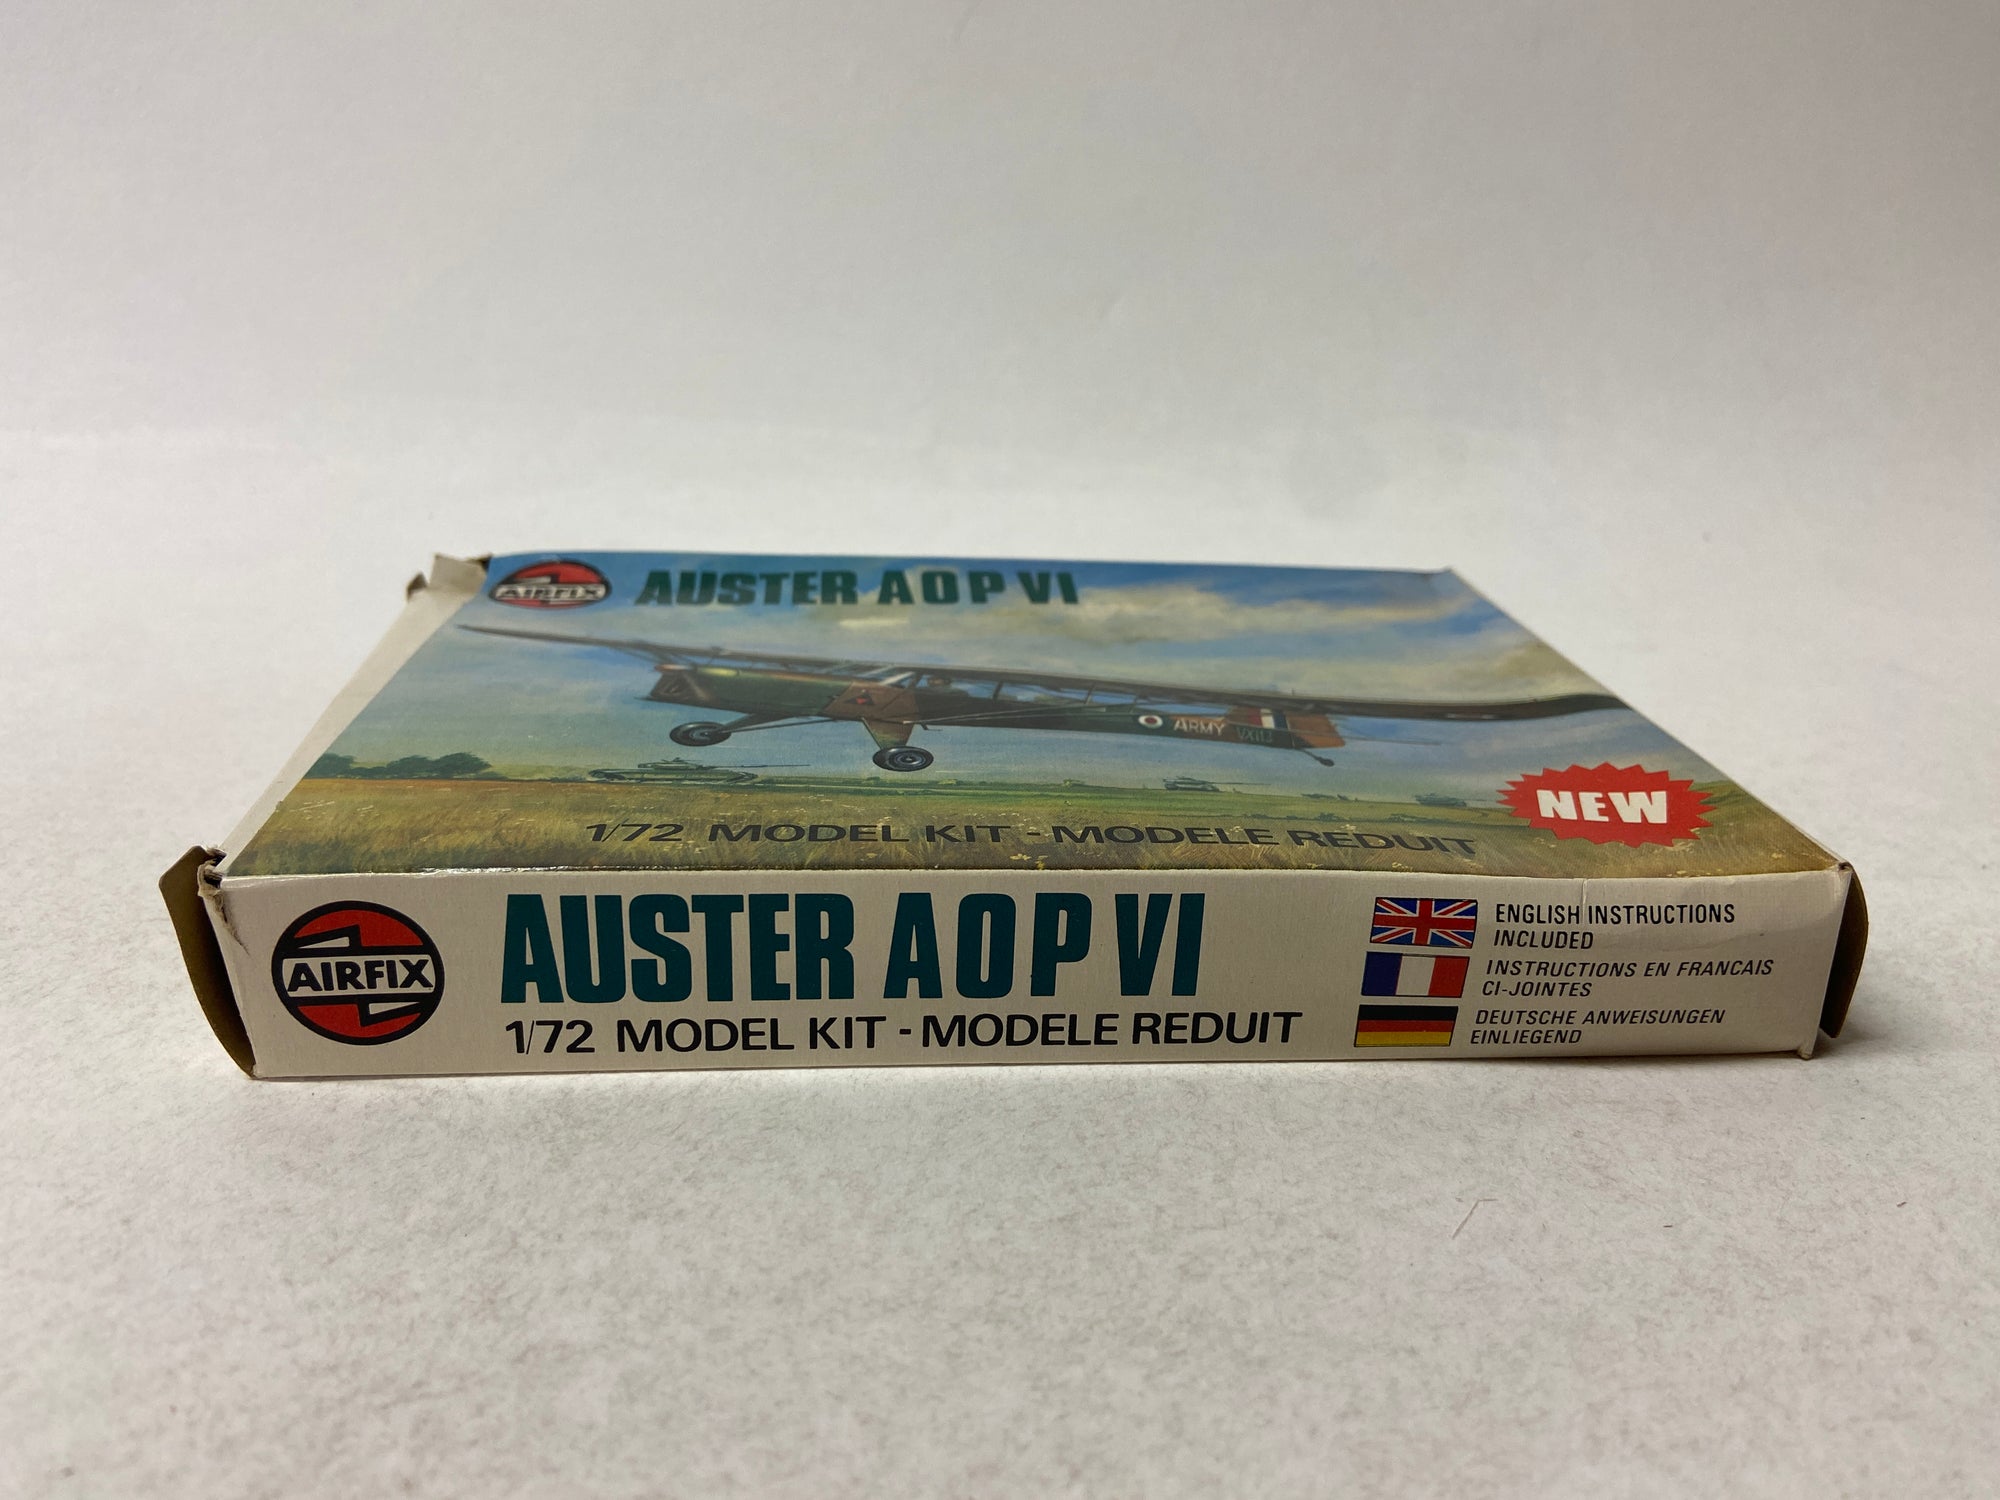 AIRFIX
AUSTER AOP VI
ARMY
1/72 MODEL KIT - MODELE REDUIT
NEW
AIRFIX
AUSTER AOP VI
1/72 MODEL KIT - MODELE REDUIT
ENGLISH INSTRUCTIONS
INCLUDED
INSTRUCTIONS EN FRANCAIS
CI-JOINTES
DEUTSCHE ANWEISUNGEN
EINLIEGEND